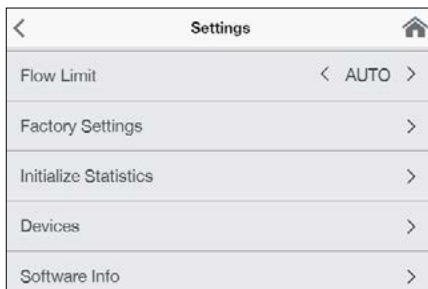 Settings
Flow Limit < AUTO >
Factory Settings >
Initialize Statistics >
Devices >
Software Info >